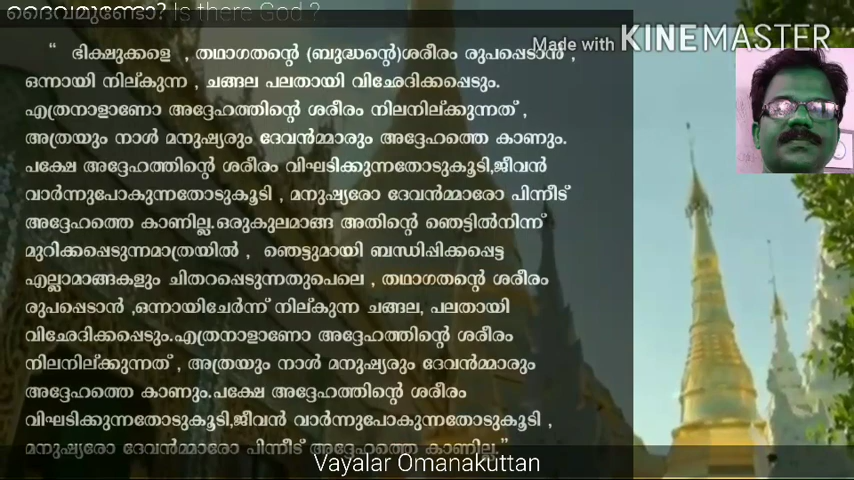 ദൈവമുണ്ടോ? Is there God ?
Made with KINEMASTER
“ ഭിക്ഷുക്കളെ , തഥാഗതന്റെ (ബുദ്ധന്റെ)ശരീരം രുപപ്പെടാൻ ,
ഒന്നായി നില്കുന്ന , ചങ്ങല പലതായി വിഛേദിക്കപ്പെടും.
എത്രനാളാണോ അദ്ദേഹത്തിന്റെ ശരീരം നിലനില്ക്കുന്നത് ,
അത്രയും നാൾ മനുഷ്യരും ദേവൻമ്മാരും അദ്ദേഹത്തെ കാണും.
പക്ഷേ അദ്ദേഹത്തിന്റെ ശരീരം വിഘടിക്കുന്നതോടുകൂടി,ജീവൻ
വാർന്നുപോകുന്നതോടുകൂടി , മനുഷ്യരോ ദേവൻമ്മാരോ പിന്നീട്
അദ്ദേഹത്തെ കാണില്ല.ഒരുകുലമാങ്ങ അതിന്റെ ഞെട്ടിൽനിന്ന്
മുറിക്കപ്പെടുന്നമാത്രയിൽ , ഞെട്ടുമായി ബന്ധിപ്പിക്കപ്പെട്ട
എല്ലാമാങ്ങകളും ചിതറപ്പെടുന്നതുപെലെ , തഥാഗതന്റെ ശരീരം
രുപപ്പെടാൻ ,ഒന്നായിചേർന്ന് നില്കുന്ന ചങ്ങല, പലതായി
വിഛേദിക്കപ്പെടും.എത്രനാളാണോ അദ്ദേഹത്തിന്റെ ശരീരം
നിലനില്ക്കുന്നത് , അത്രയും നാൾ മനുഷ്യരും ദേവൻമ്മാരും
അദ്ദേഹത്തെ കാണും.പക്ഷേ അദ്ദേഹത്തിന്റെ ശരീരം
വിഘടിക്കുന്നതോടുകൂടി,ജീവൻ വാർന്നുപോകുന്നതോടുകൂടി ,
മനുഷ്യരോ ദേവൻമ്മാരോ പിന്നീട് അദ്ദേഹത്തെ കാണില്ല.”
Vayalar Omanakuttan